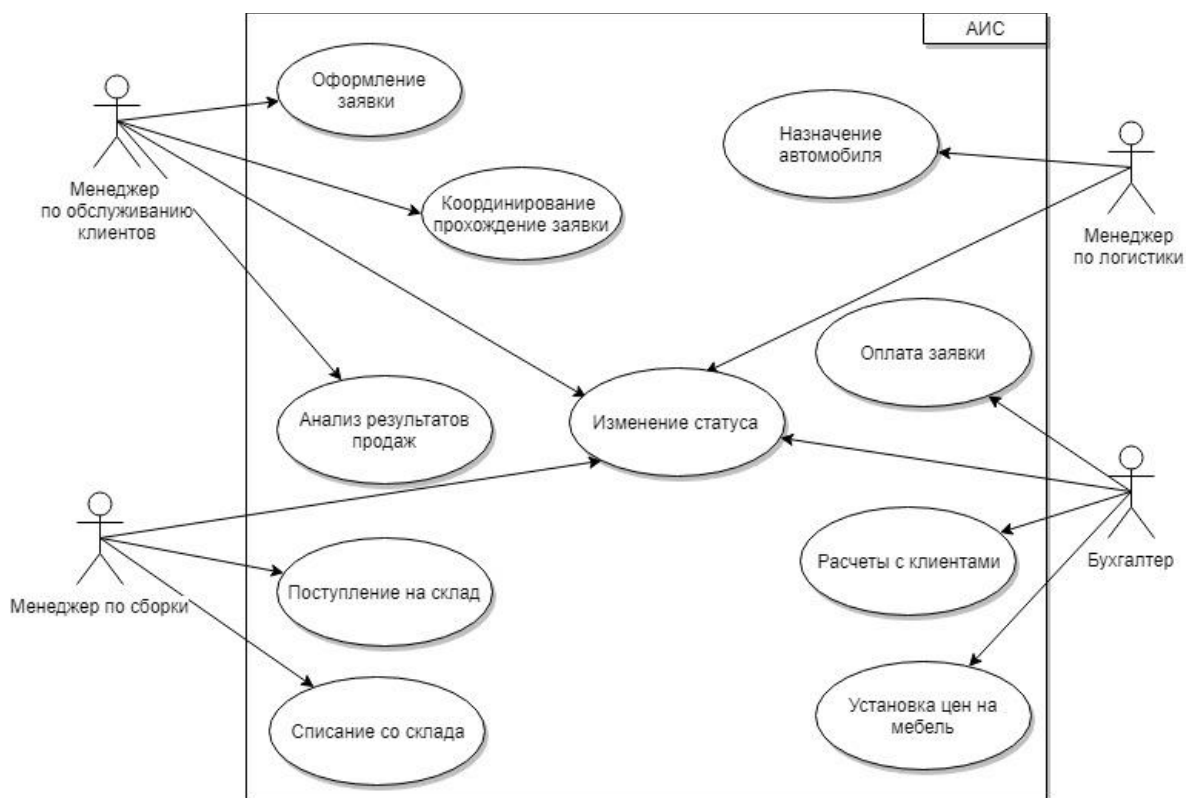 АИС
Оформление
заявки
Назначение
автомобиля
Менеджер
по обслуживанию
клиентов
Координирование
прохождение заявки
Менеджер
по логистики
Оплата заявки
Анализ результатов
продаж
Изменение статуса
Расчеты с клиентами
Бухгалтер
Поступление на склад
Менеджер по сборки
Списание со склада
Установка цен на
мебель